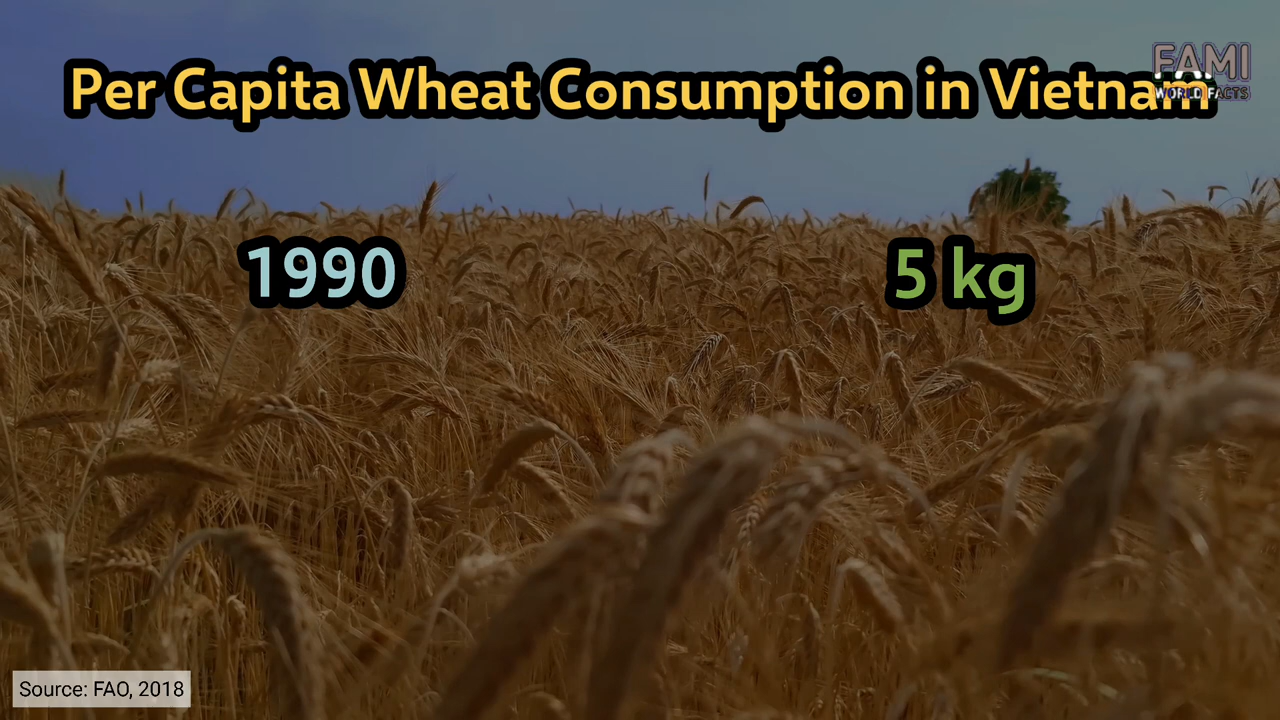 Per Capita Wheat Consumption in Vietnam
FAMI
WORLD FACTS
1990
5 kg
Source: FAO, 2018